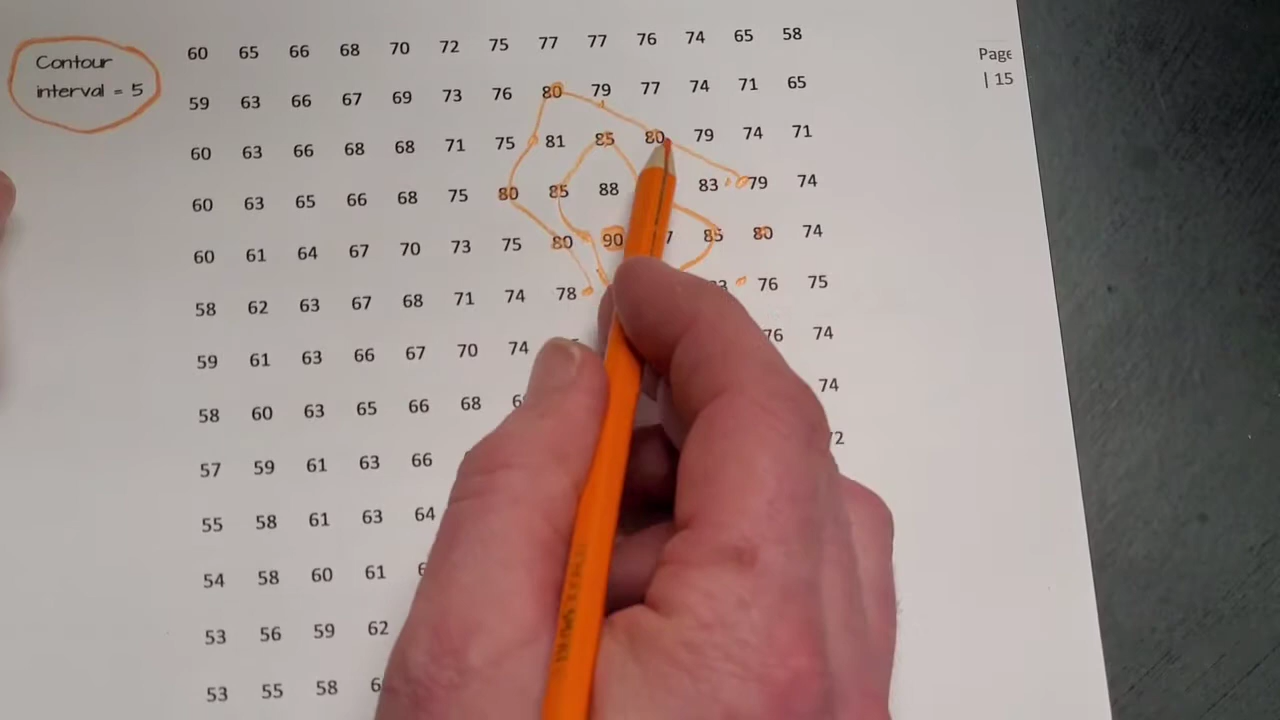 Contour
interval = 5
60 65 66 68 70 72 75 77 77 76 74 65 58
Page
| 15
59 63 66 67 69 73 76 80 79 77 74 71 65
60 63 66 68 68 71 75 81 85 80 79 74 71
60 63 65 66 68 75 80 85 88 83 79 74
60 61 64 67 70 73 75 80 90 85 80 74
58 62 63 67 68 71 74 78 76 75
59 61 63 66 67 70 74 76 74
58 60 63 65 66 68 74
57 59 61 63 66
55 58 61 63 64
54 58 60 61
53 56 59 62
53 55 58